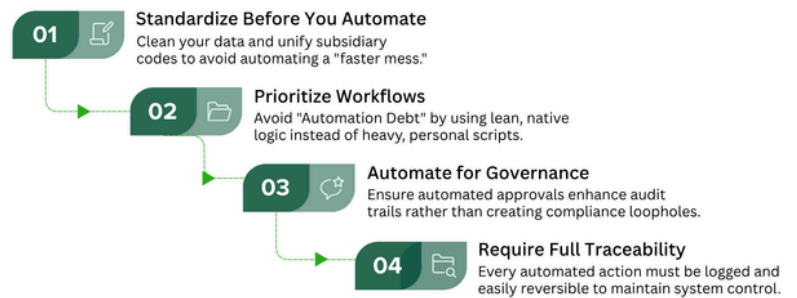 01
Standardize Before You Automate
Clean your data and unify subsidiary
codes to avoid automating a "faster mess."
02
Prioritize Workflows
Avoid "Automation Debt" by using lean, native
logic instead of heavy, personal scripts.
03
Automate for Governance
Ensure automated approvals enhance audit
trails rather than creating compliance loopholes.
04
Require Full Traceability
Every automated action must be logged and
easily reversible to maintain system control.